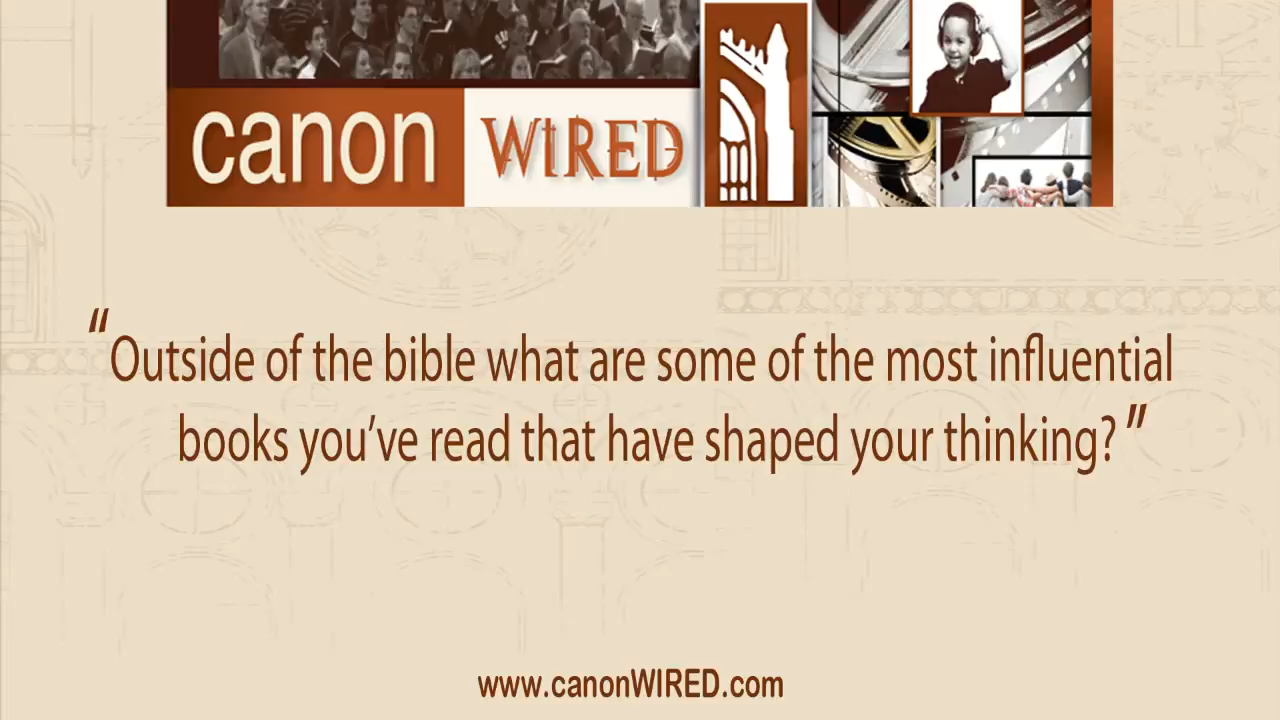 canon WIRED
“Outside of the bible what are some of the most influential
books you’ve read that have shaped your thinking?”
www.canonWIRED.com